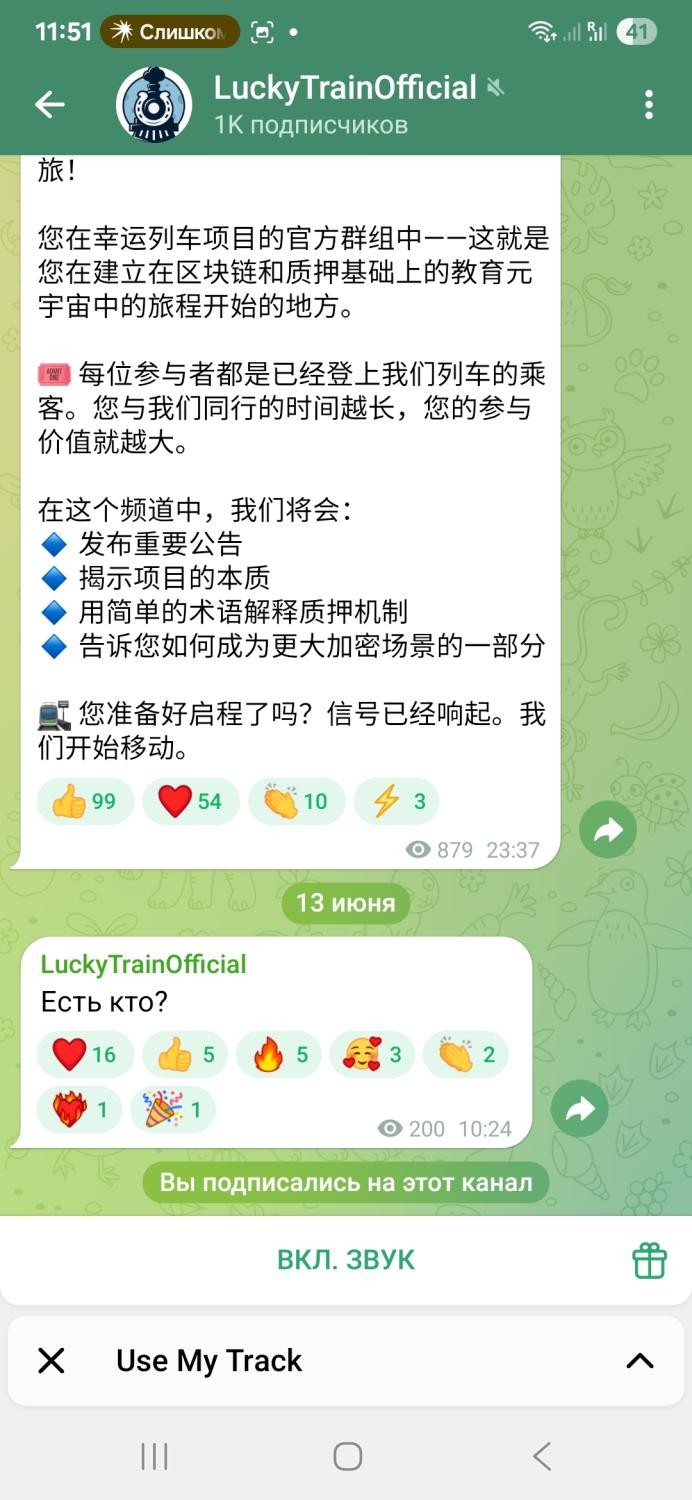 11:51 Слишком 41
LuckyTrainOfficial
1K подписчиков
旅！
您在幸运列车项目的官方群组中——这就是
您在建立在区块链和质押基础上的教育元
宇宙中的旅程开始的地方。
🎟 每位参与者都是已经登上我们列车的乘
客。您与我们同行的时间越长，您的参与
价值就越大。
在这个频道中，我们将会：
🔹 发布重要公告
🔹 揭示项目的本质
🔹 用简单的术语解释质押机制
🔹 告诉您如何成为更大加密场景的一部分
您准备好启程了吗？信号已经响起。我
们开始移动。
👍 99 ❤ 54 👏 10 ⚡ 3
879 23:37
13 июня
LuckyTrainOfficial
Есть кто?
❤ 16 👍 5 🔥 5 🥰 3 👏 2
❤‍🔥 1 🎉 1
200 10:24
Вы подписались на этот канал
ВКЛ. ЗВУК
Use My Track